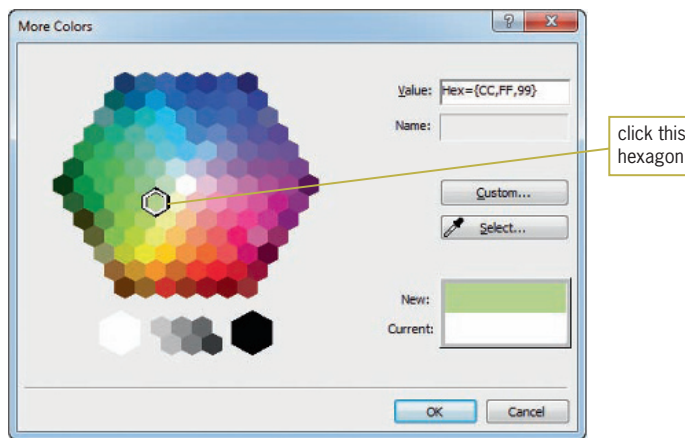 More Colors
Value: Hex={CC,FF,99}
Name:
click this
hexagon
Custom...
Select...
New:
Current:
OK
Cancel